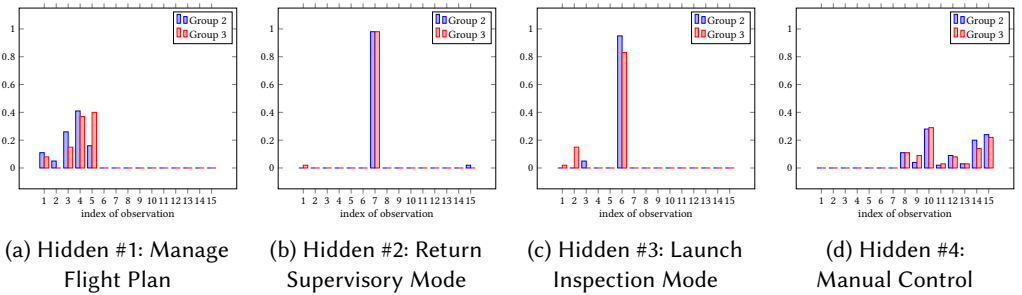 Group 2
Group 3
1
0.8
0.6
0.4
0.2
0
1 2 3 4 5 6 7 8 9 10 11 12 13 14 15
index of observation
(a) Hidden #1: Manage
Flight Plan
Group 2
Group 3
1
0.8
0.6
0.4
0.2
0
1 2 3 5 6 7 8 9 10 11 12 13 14 15
index of observation
(b) Hidden #2: Return
Supervisory Mode
Group 2
Group 3
1
0.8
0.6
0.4
0.2
0
1 2 3 5 6 7 8 9 10 11 12 13 14 15
index of observation
(c) Hidden #3: Launch
Inspection Mode
Group 2
Group 3
1
0.8
0.6
0.4
0.2
0
1 2 3 5 6 7 8 9 10 11 12 13 14 15
index of observation
(d) Hidden #4:
Manual Control